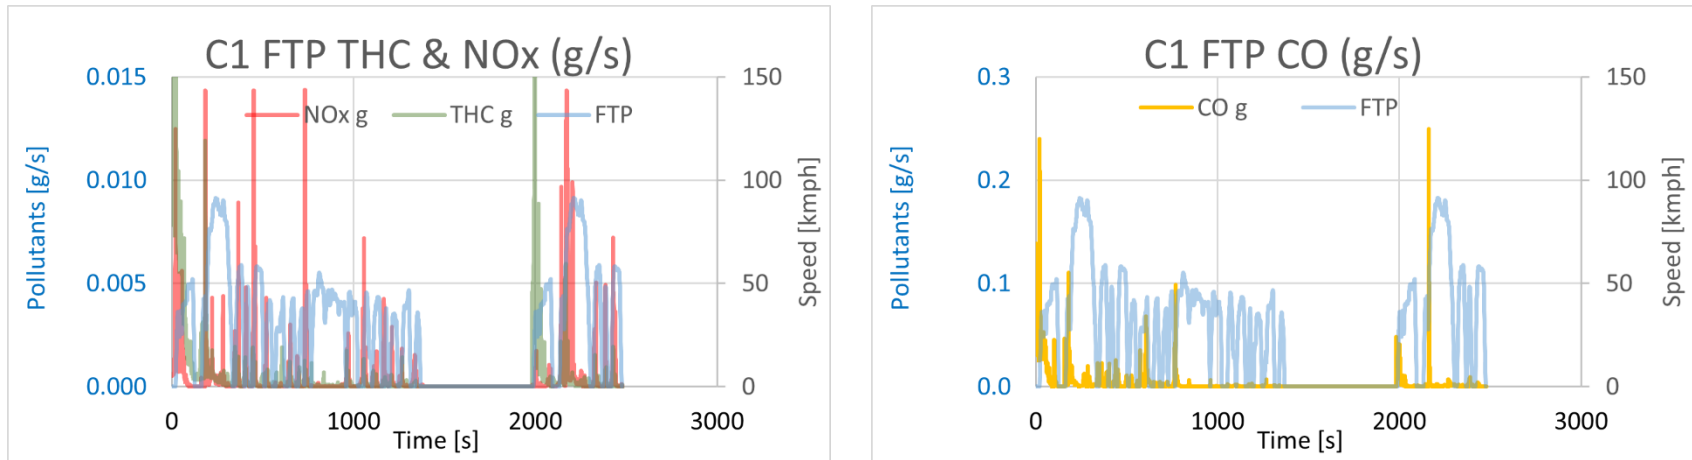 C1 FTP THC & NOx (g/s)
0.015
0.010
0.005
0.000
Pollutants [g/s]
NOx g
THC g
FTP
150
100
50
0
Speed [kmph]
0
1000
2000
3000
Time [s]
C1 FTP CO (g/s)
0.3
0.2
0.1
0.0
Pollutants [g/s]
CO g
FTP
150
100
50
0
Speed [kmph]
0
1000
2000
3000
Time [s]